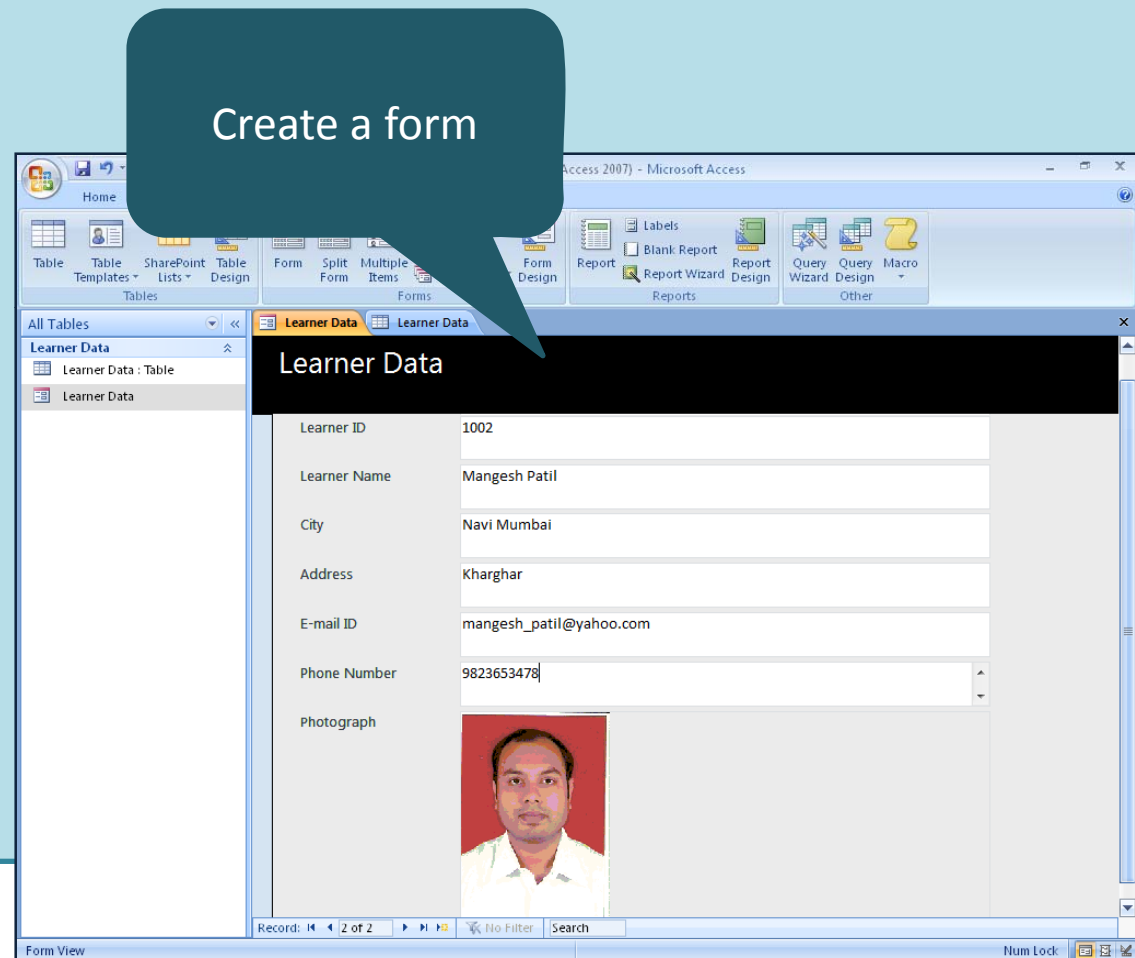 Create a form
Access 2007) - Microsoft Access
Home
Table
Table Templates
SharePoint Lists
Table Design
Tables
Form
Split Form
Multiple Items
Form Design
Forms
Report
Labels
Blank Report
Report Wizard
Report Design
Reports
Query Wizard
Query Design
Macro
Other
All Tables
Learner Data
Learner Data : Table
Learner Data
Learner Data
Learner Data
Learner Data
Learner ID 1002
Learner Name Mangesh Patil
City Navi Mumbai
Address Kharghar
E-mail ID mangesh_patil@yahoo.com
Phone Number 9823653478
Photograph
Record: 2 of 2 No Filter Search
Form View Num Lock